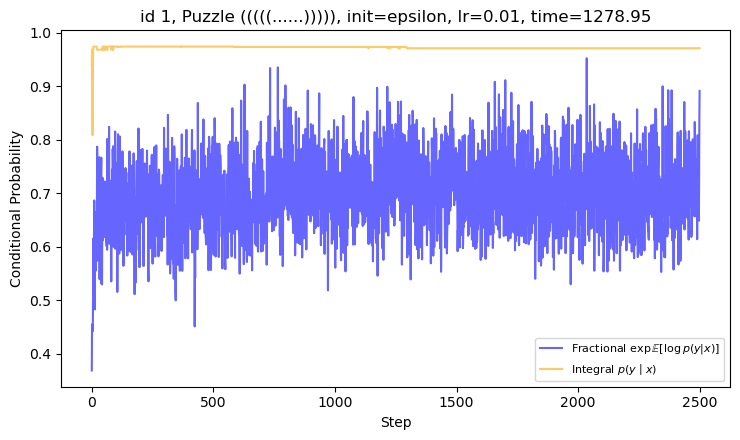 id 1, Puzzle (((((......))))), init=epsilon, lr=0.01, time=1278.95
Conditional Probability
1.0
0.9
0.8
0.7
0.6
0.5
0.4
0
500
1000
1500
2000
2500
Step
Fractional exp𝔼[log p(y|x)]
Integral p(y | x)